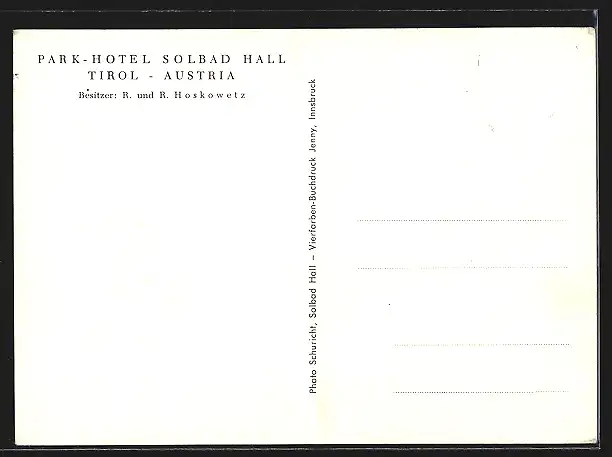 PARK-HOTEL SOLBAD HALL
TIROL - AUSTRIA
Besitzer: R. und R. Hoskowetz
Photo Schuricht, Solbad Hall – Vierfarben-Buchdruck Jenny, Innsbruck